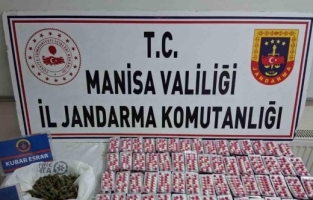 T.C.
MANİSA VALİLİĞİ
İL JANDARMA KOMUTANLIĞI
KUBAR ESRAR